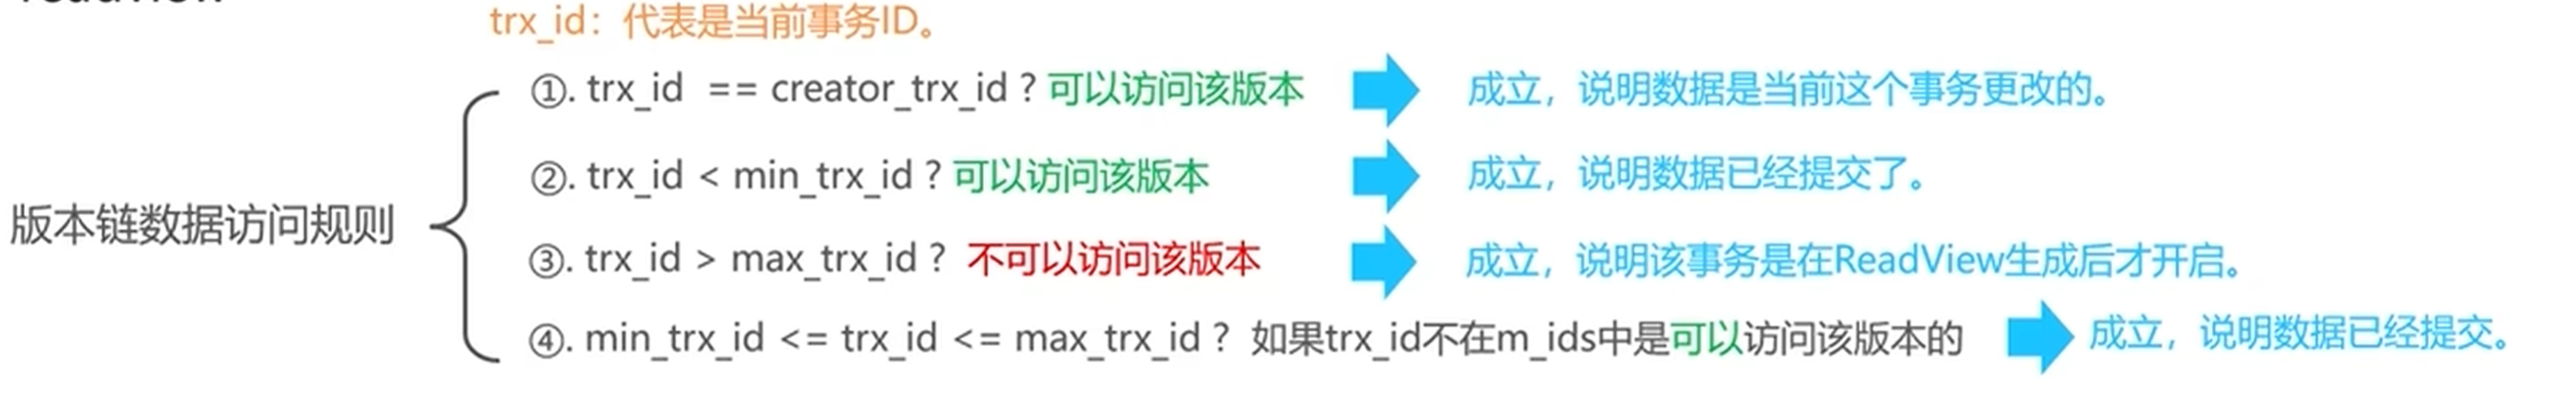 trx_id：代表是当前事务ID。
①. trx_id == creator_trx_id ? 可以访问该版本 成立，说明数据是当前这个事务更改的。
②. trx_id < min_trx_id ? 可以访问该版本 成立，说明数据已经提交了。
版本链数据访问规则
③. trx_id > max_trx_id ? 不可以访问该版本 成立，说明该事务是在ReadView生成后才开启。
④. min_trx_id <= trx_id <= max_trx_id ? 如果trx_id不在m_ids中是可以访问该版本的 成立，说明数据已经提交。